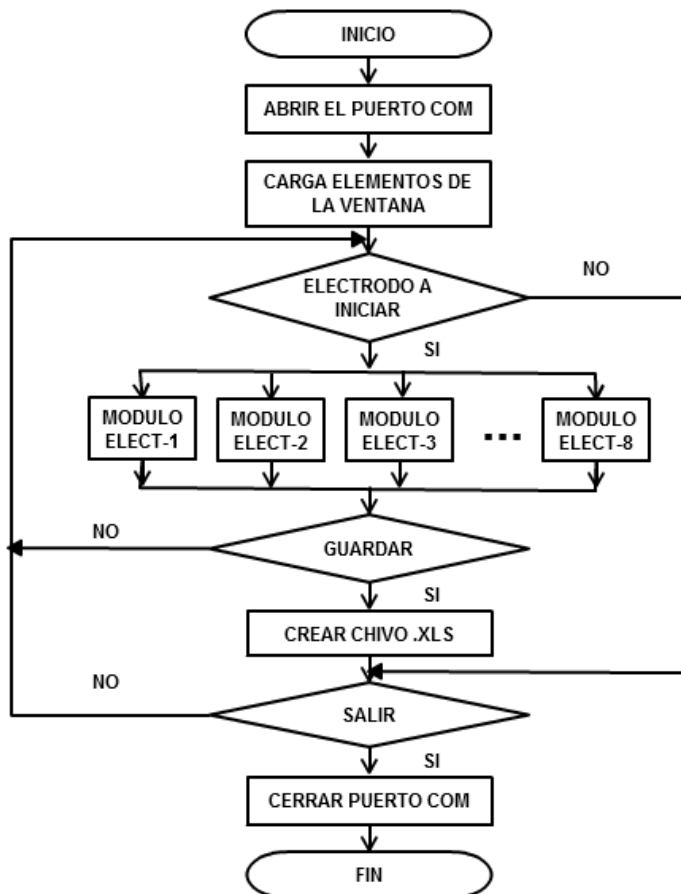 INICIO
ABRIR EL PUERTO COM
CARGA ELEMENTOS DE
LA VENTANA
ELECTRODO A
INICIAR
NO
SI
MODULO
ELECT-1
MODULO
ELECT-2
MODULO
ELECT-3
...
MODULO
ELECT-8
GUARDAR
NO
SI
CREAR CHIVO .XLS
NO
SALIR
SI
CERRAR PUERTO COM
FIN